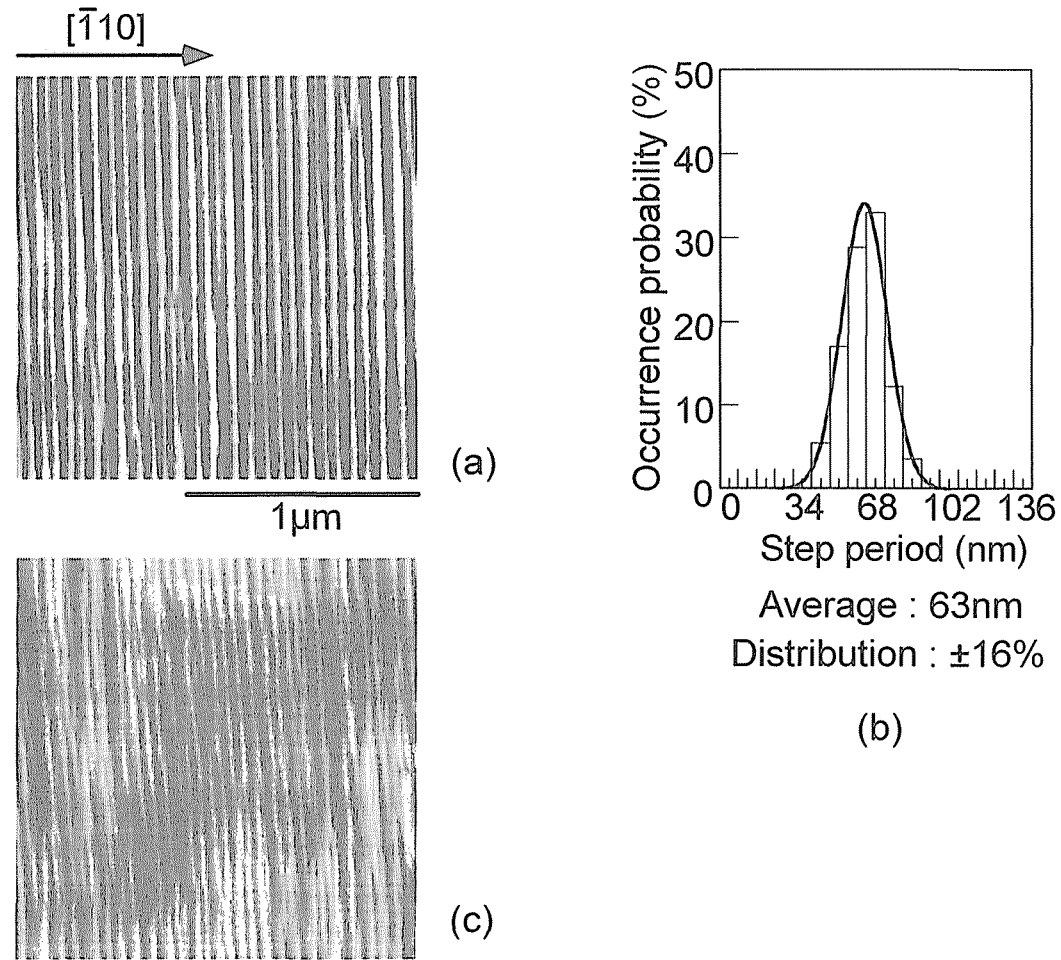 [1̄10]
(a)
1μm
Occurrence probability (%)
50
40
30
20
10
0
0 34 68 102 136
Step period (nm)
Average : 63nm
Distribution : ±16%
(b)
(c)